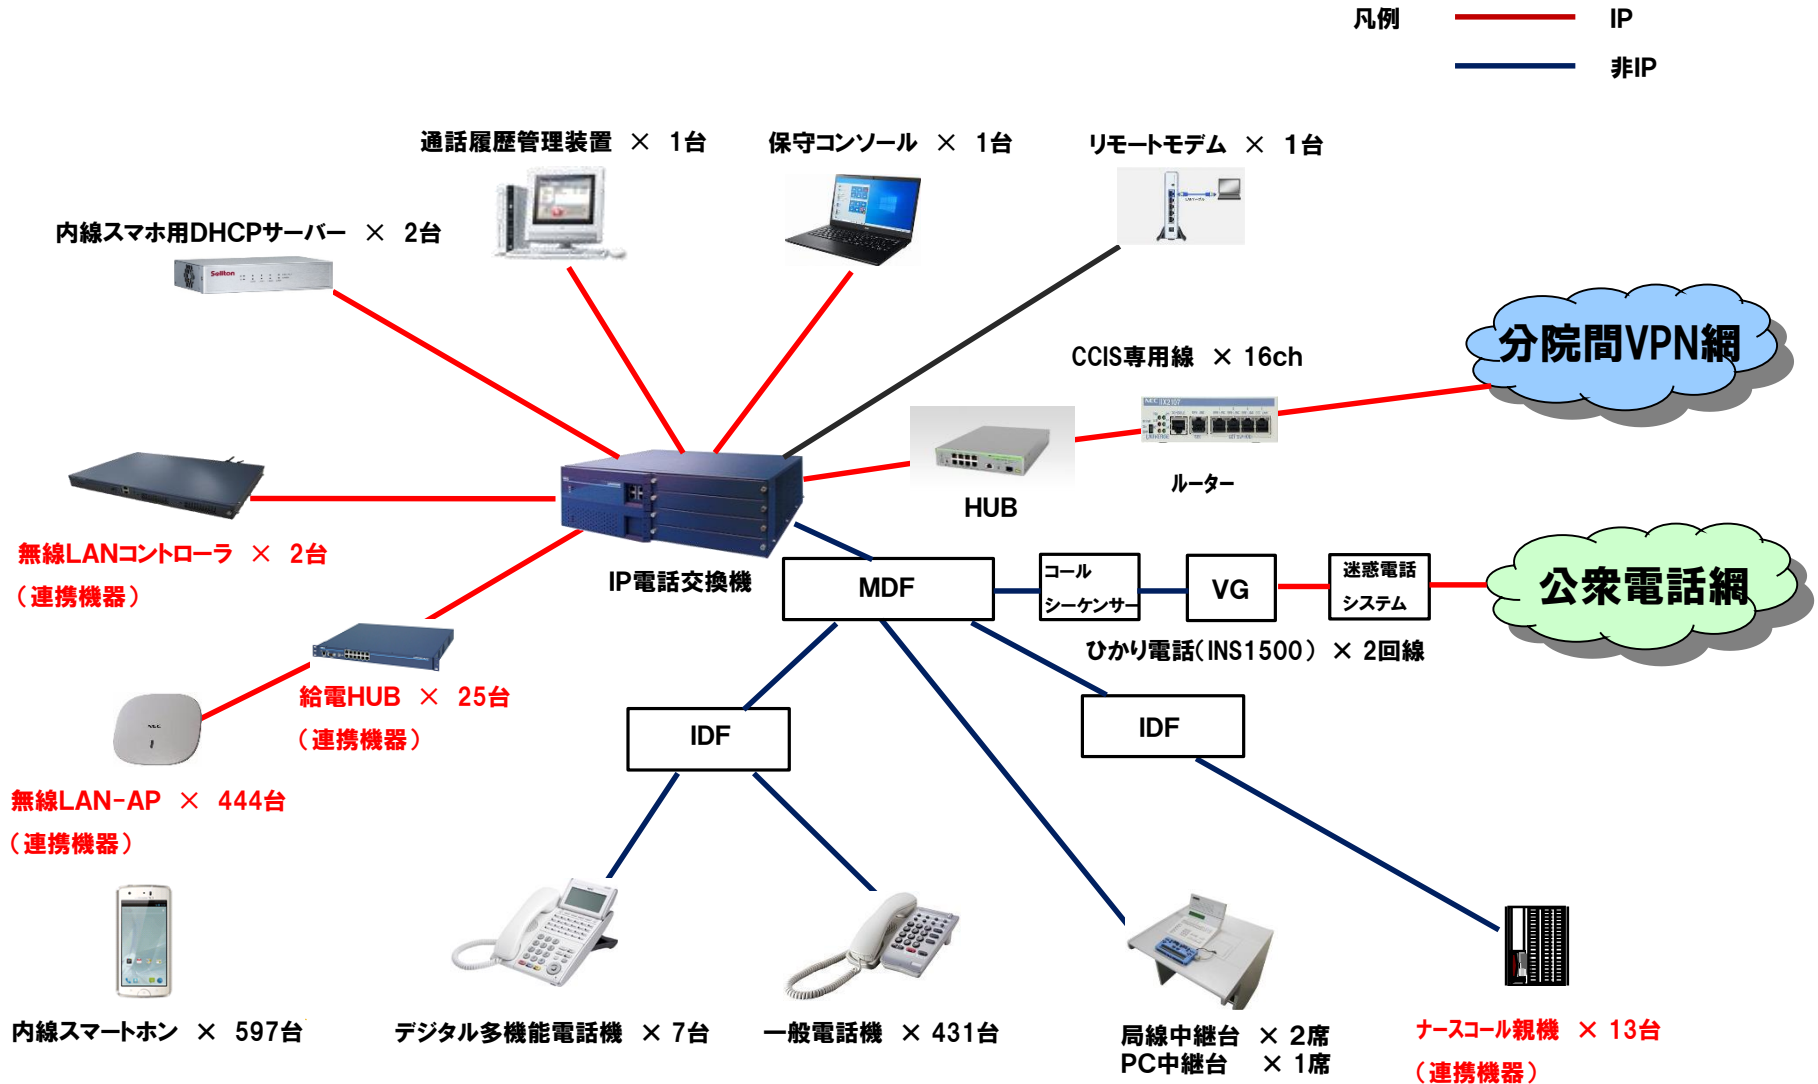 凡例 IP
非IP
通話履歴管理装置 × 1台
保守コンソール × 1台
リモートモデム × 1台
内線スマホ用DHCPサーバー × 2台
Soliton
分院間VPN網
CCIS専用線 × 16ch
NEC IX2107
ルーター
HUB
無線LANコントローラ × 2台
(連携機器)
IP電話交換機
MDF
コール
シーケンサー
VG
迷惑電話
システム
公衆電話網
ひかり電話(INS1500) × 2回線
給電HUB × 25台
(連携機器)
NEC
IDF
IDF
無線LAN-AP × 444台
(連携機器)
内線スマートホン × 597台
デジタル多機能電話機 × 7台
一般電話機 × 431台
局線中継台 × 2席
PC中継台 × 1席
ナースコール親機 × 13台
(連携機器)